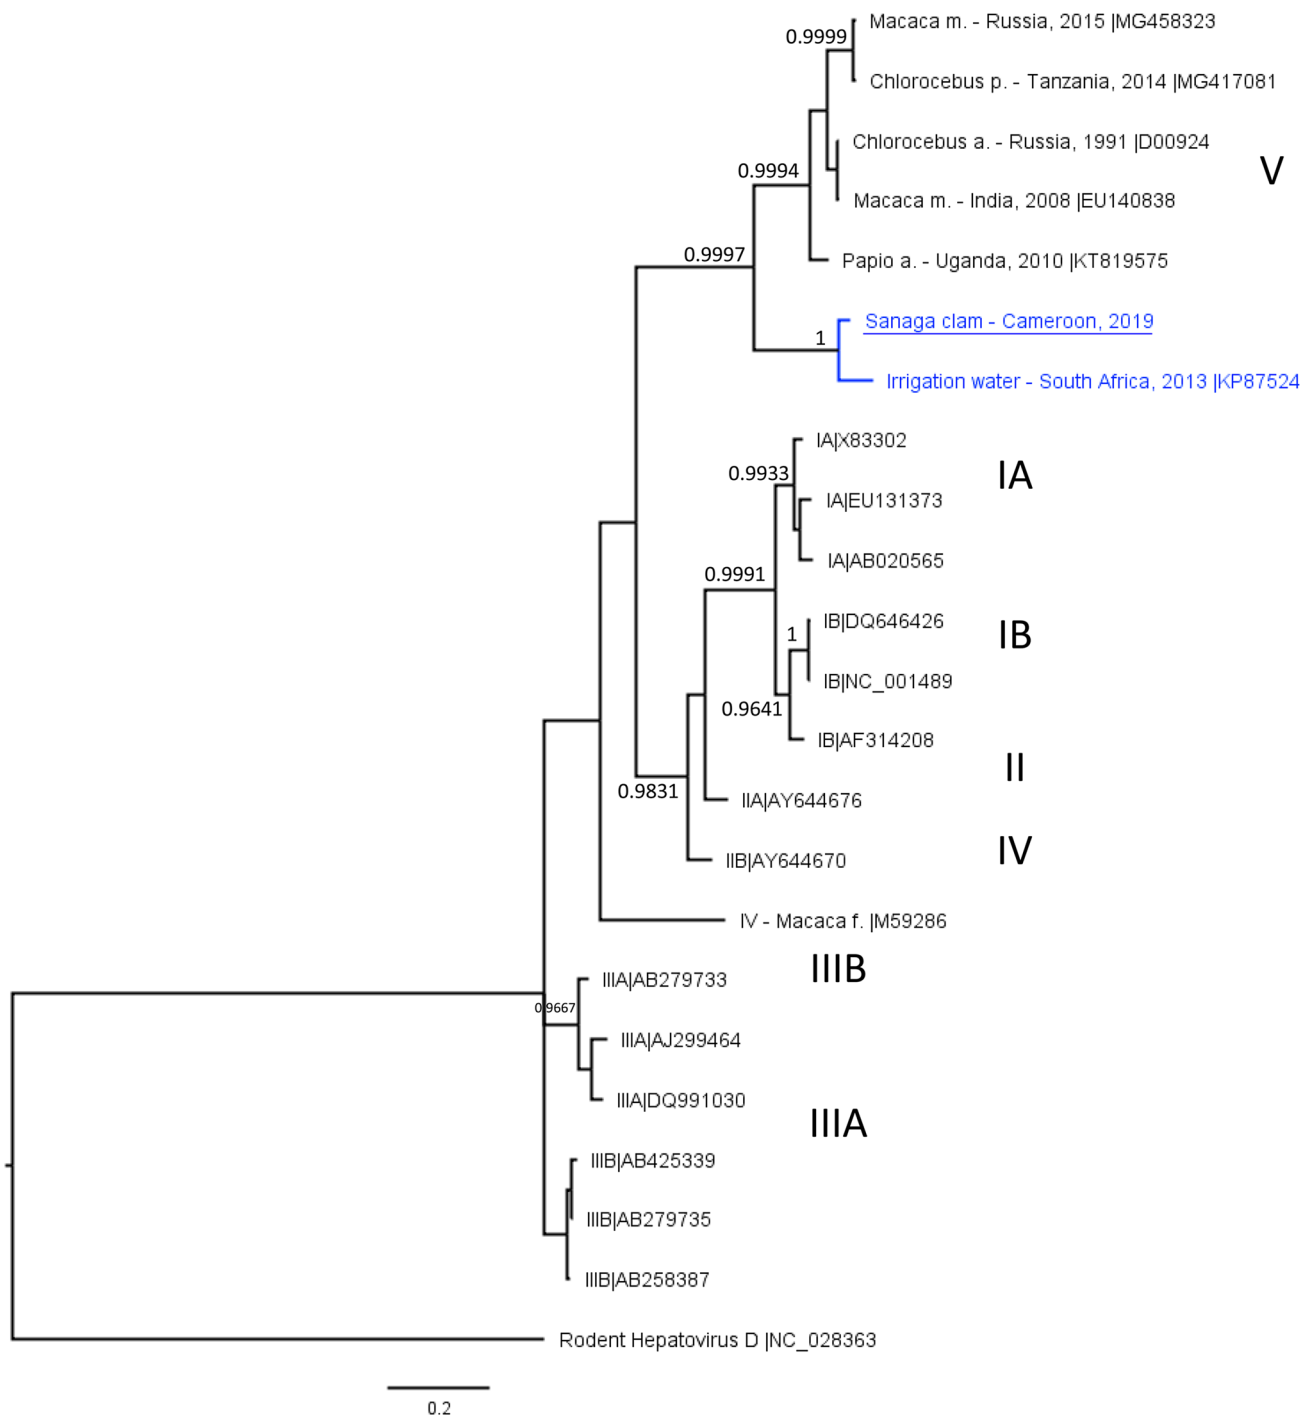 Macaca m. - Russia, 2015 |MG458323
0.9999
Chlorocebus p. - Tanzania, 2014 |MG417081
Chlorocebus a. - Russia, 1991 |D00924
V
0.9994
Macaca m. - India, 2008 |EU140838
0.9997
Papio a. - Uganda, 2010 |KT819575
Sanaga clam - Cameroon, 2019
1
Irrigation water - South Africa, 2013 |KP87524
IA|X83302
0.9933
IA
IA|EU131373
IA|AB020565
0.9991
IB|DQ646426
1
IB
IB|NC_001489
0.9641
IB|AF314208
II
0.9831
IIA|AY644676
IV
IIB|AY644670
IV - Macaca f. |M59286
IIIB
IIIA|AB279733
0.9667
IIIA|AJ299464
IIIA|DQ991030
IIIA
IIIB|AB425339
IIIB|AB279735
IIIB|AB258387
Rodent Hepatovirus D |NC_028363
0.2